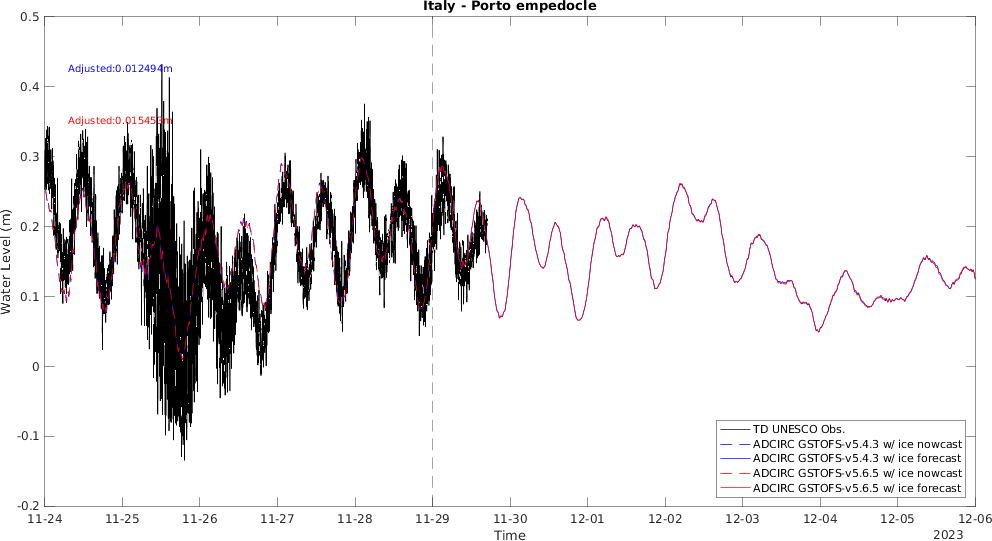 Italy - Porto empedocle
Water Level (m)
0.5
0.4
0.3
0.2
0.1
0
-0.1
-0.2
Adjusted:0.012494m
Adjusted:0.015453m
TD UNESCO Obs.
ADCIRC GSTOFS-v5.4.3 w/ ice nowcast
ADCIRC GSTOFS-v5.4.3 w/ ice forecast
ADCIRC GSTOFS-v5.6.5 w/ ice nowcast
ADCIRC GSTOFS-v5.6.5 w/ ice forecast
11-24 11-25 11-26 11-27 11-28 11-29 11-30 12-01 12-02 12-03 12-04 12-05 12-06
Time
2023